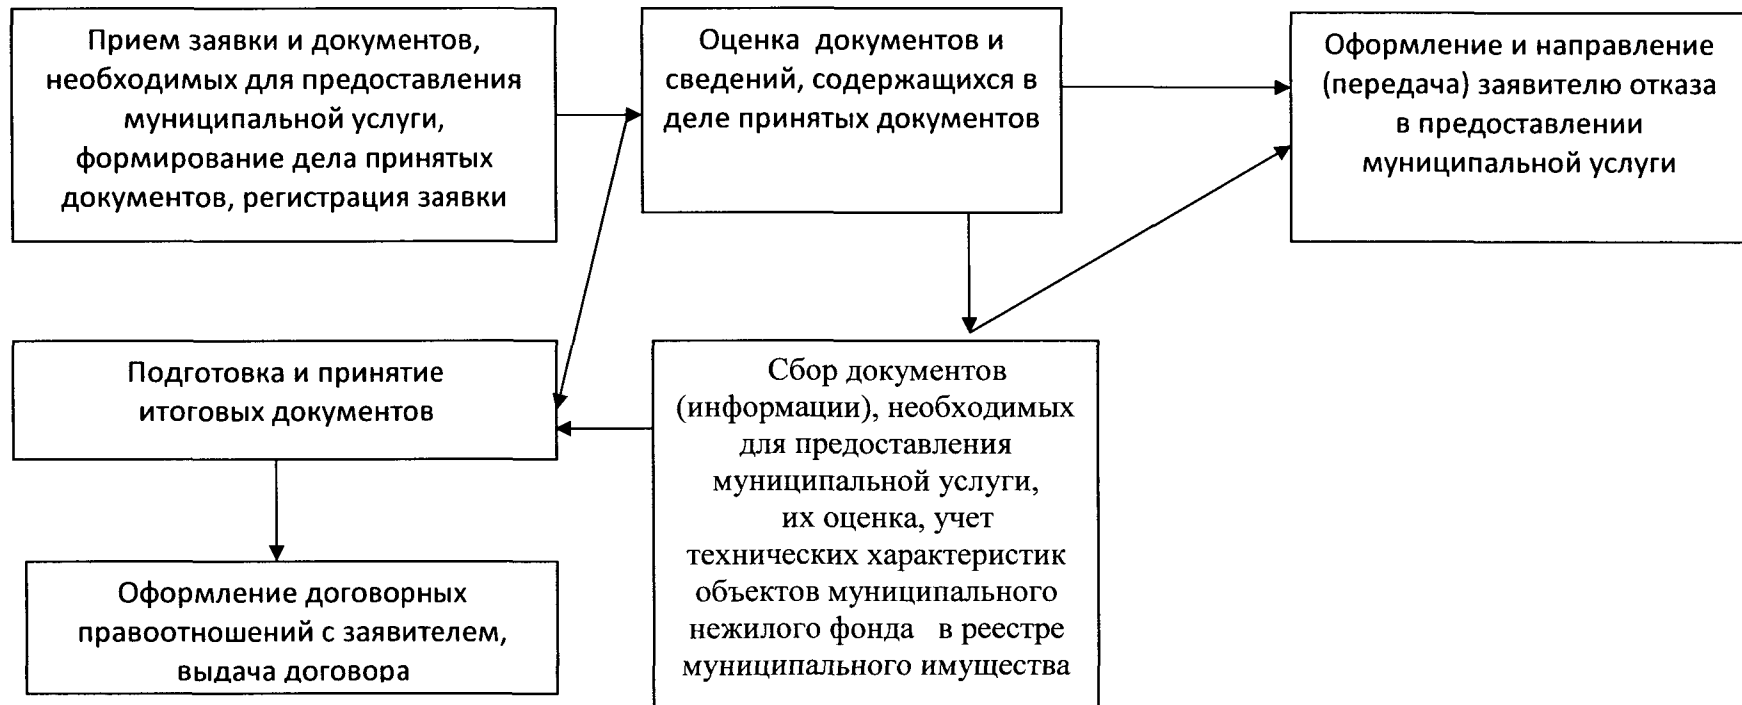 Прием заявки и документов,
необходимых для предоставления
муниципальной услуги,
формирование дела принятых
документов, регистрация заявки
Оценка документов и
сведений, содержащихся в
деле принятых документов
Оформление и направление
(передача) заявителю отказа
в предоставлении
муниципальной услуги
Подготовка и принятие
итоговых документов
Сбор документов
(информации), необходимых
для предоставления
муниципальной услуги,
их оценка, учет
технических характеристик
объектов муниципального
нежилого фонда в реестре
муниципального имущества
Оформление договорных
правоотношений с заявителем,
выдача договора